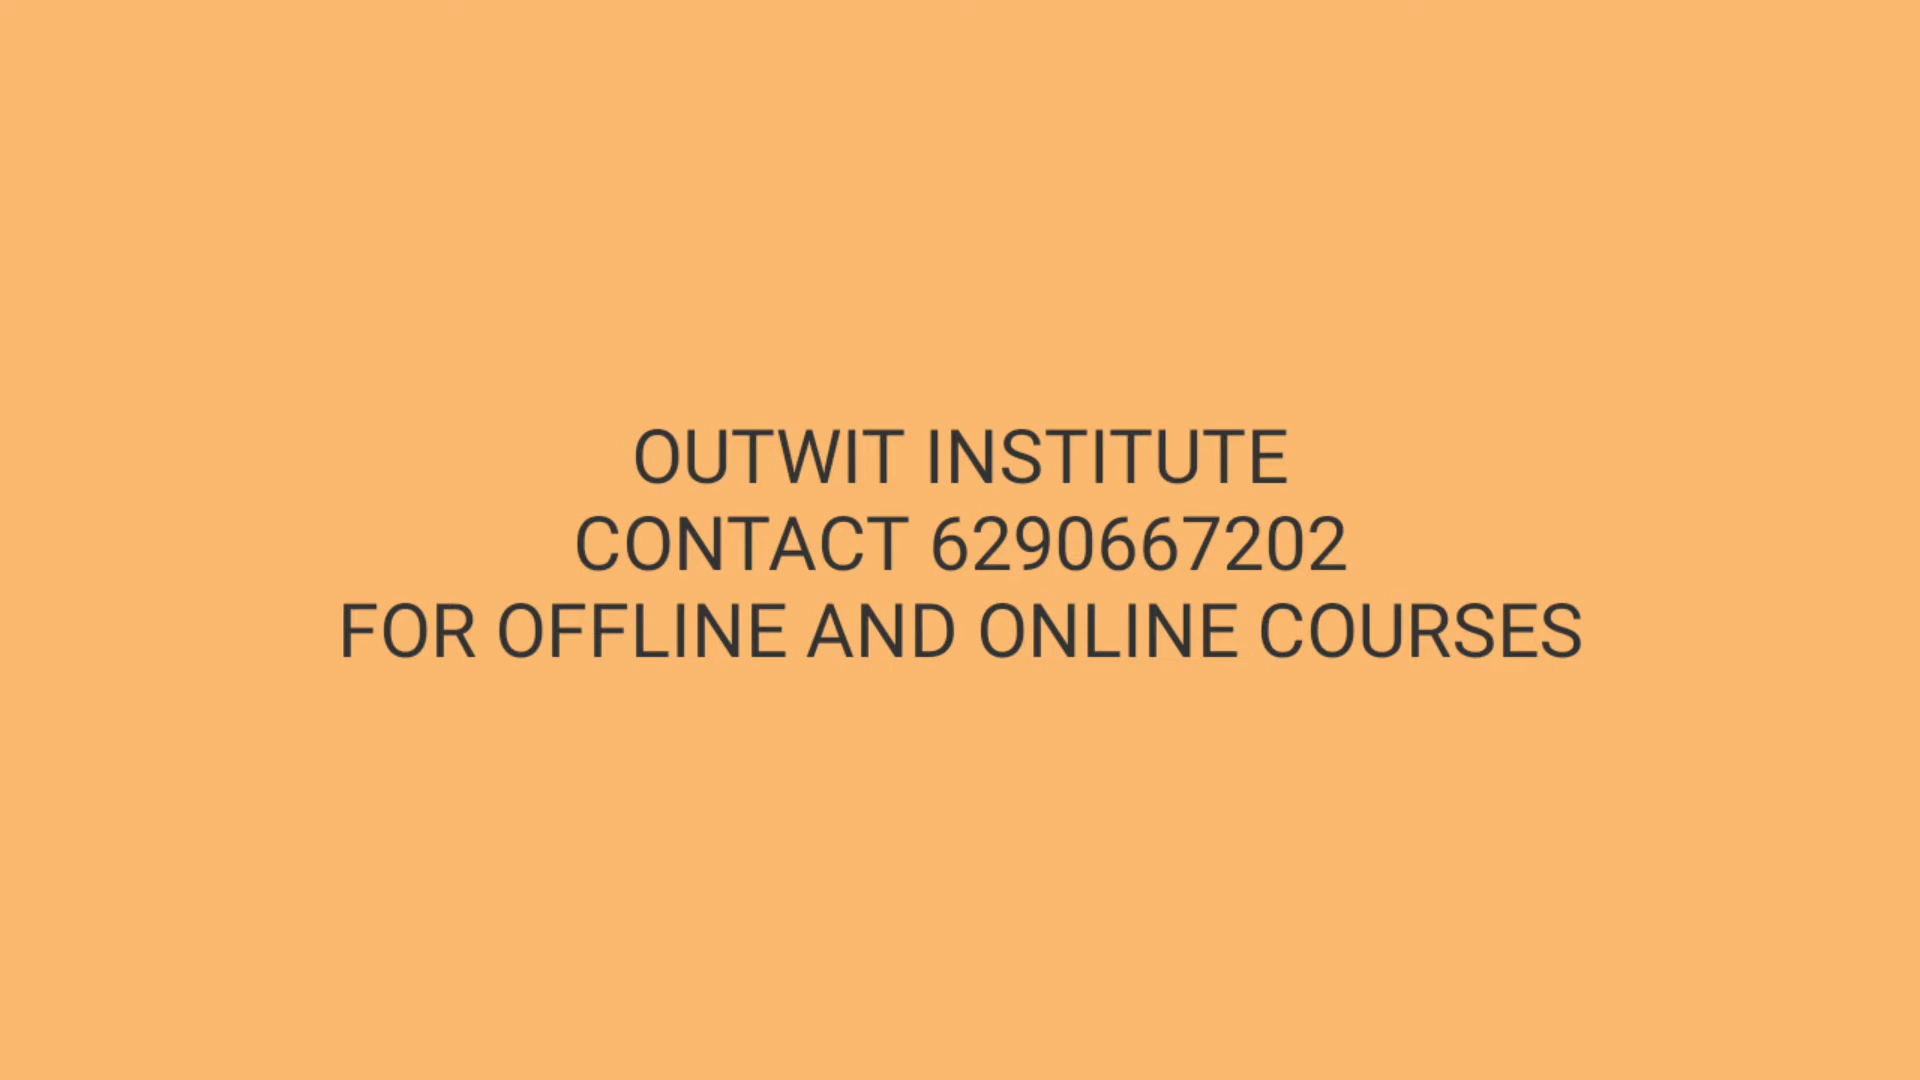 OUTWIT INSTITUTE
CONTACT 6290667202
FOR OFFLINE AND ONLINE COURSES